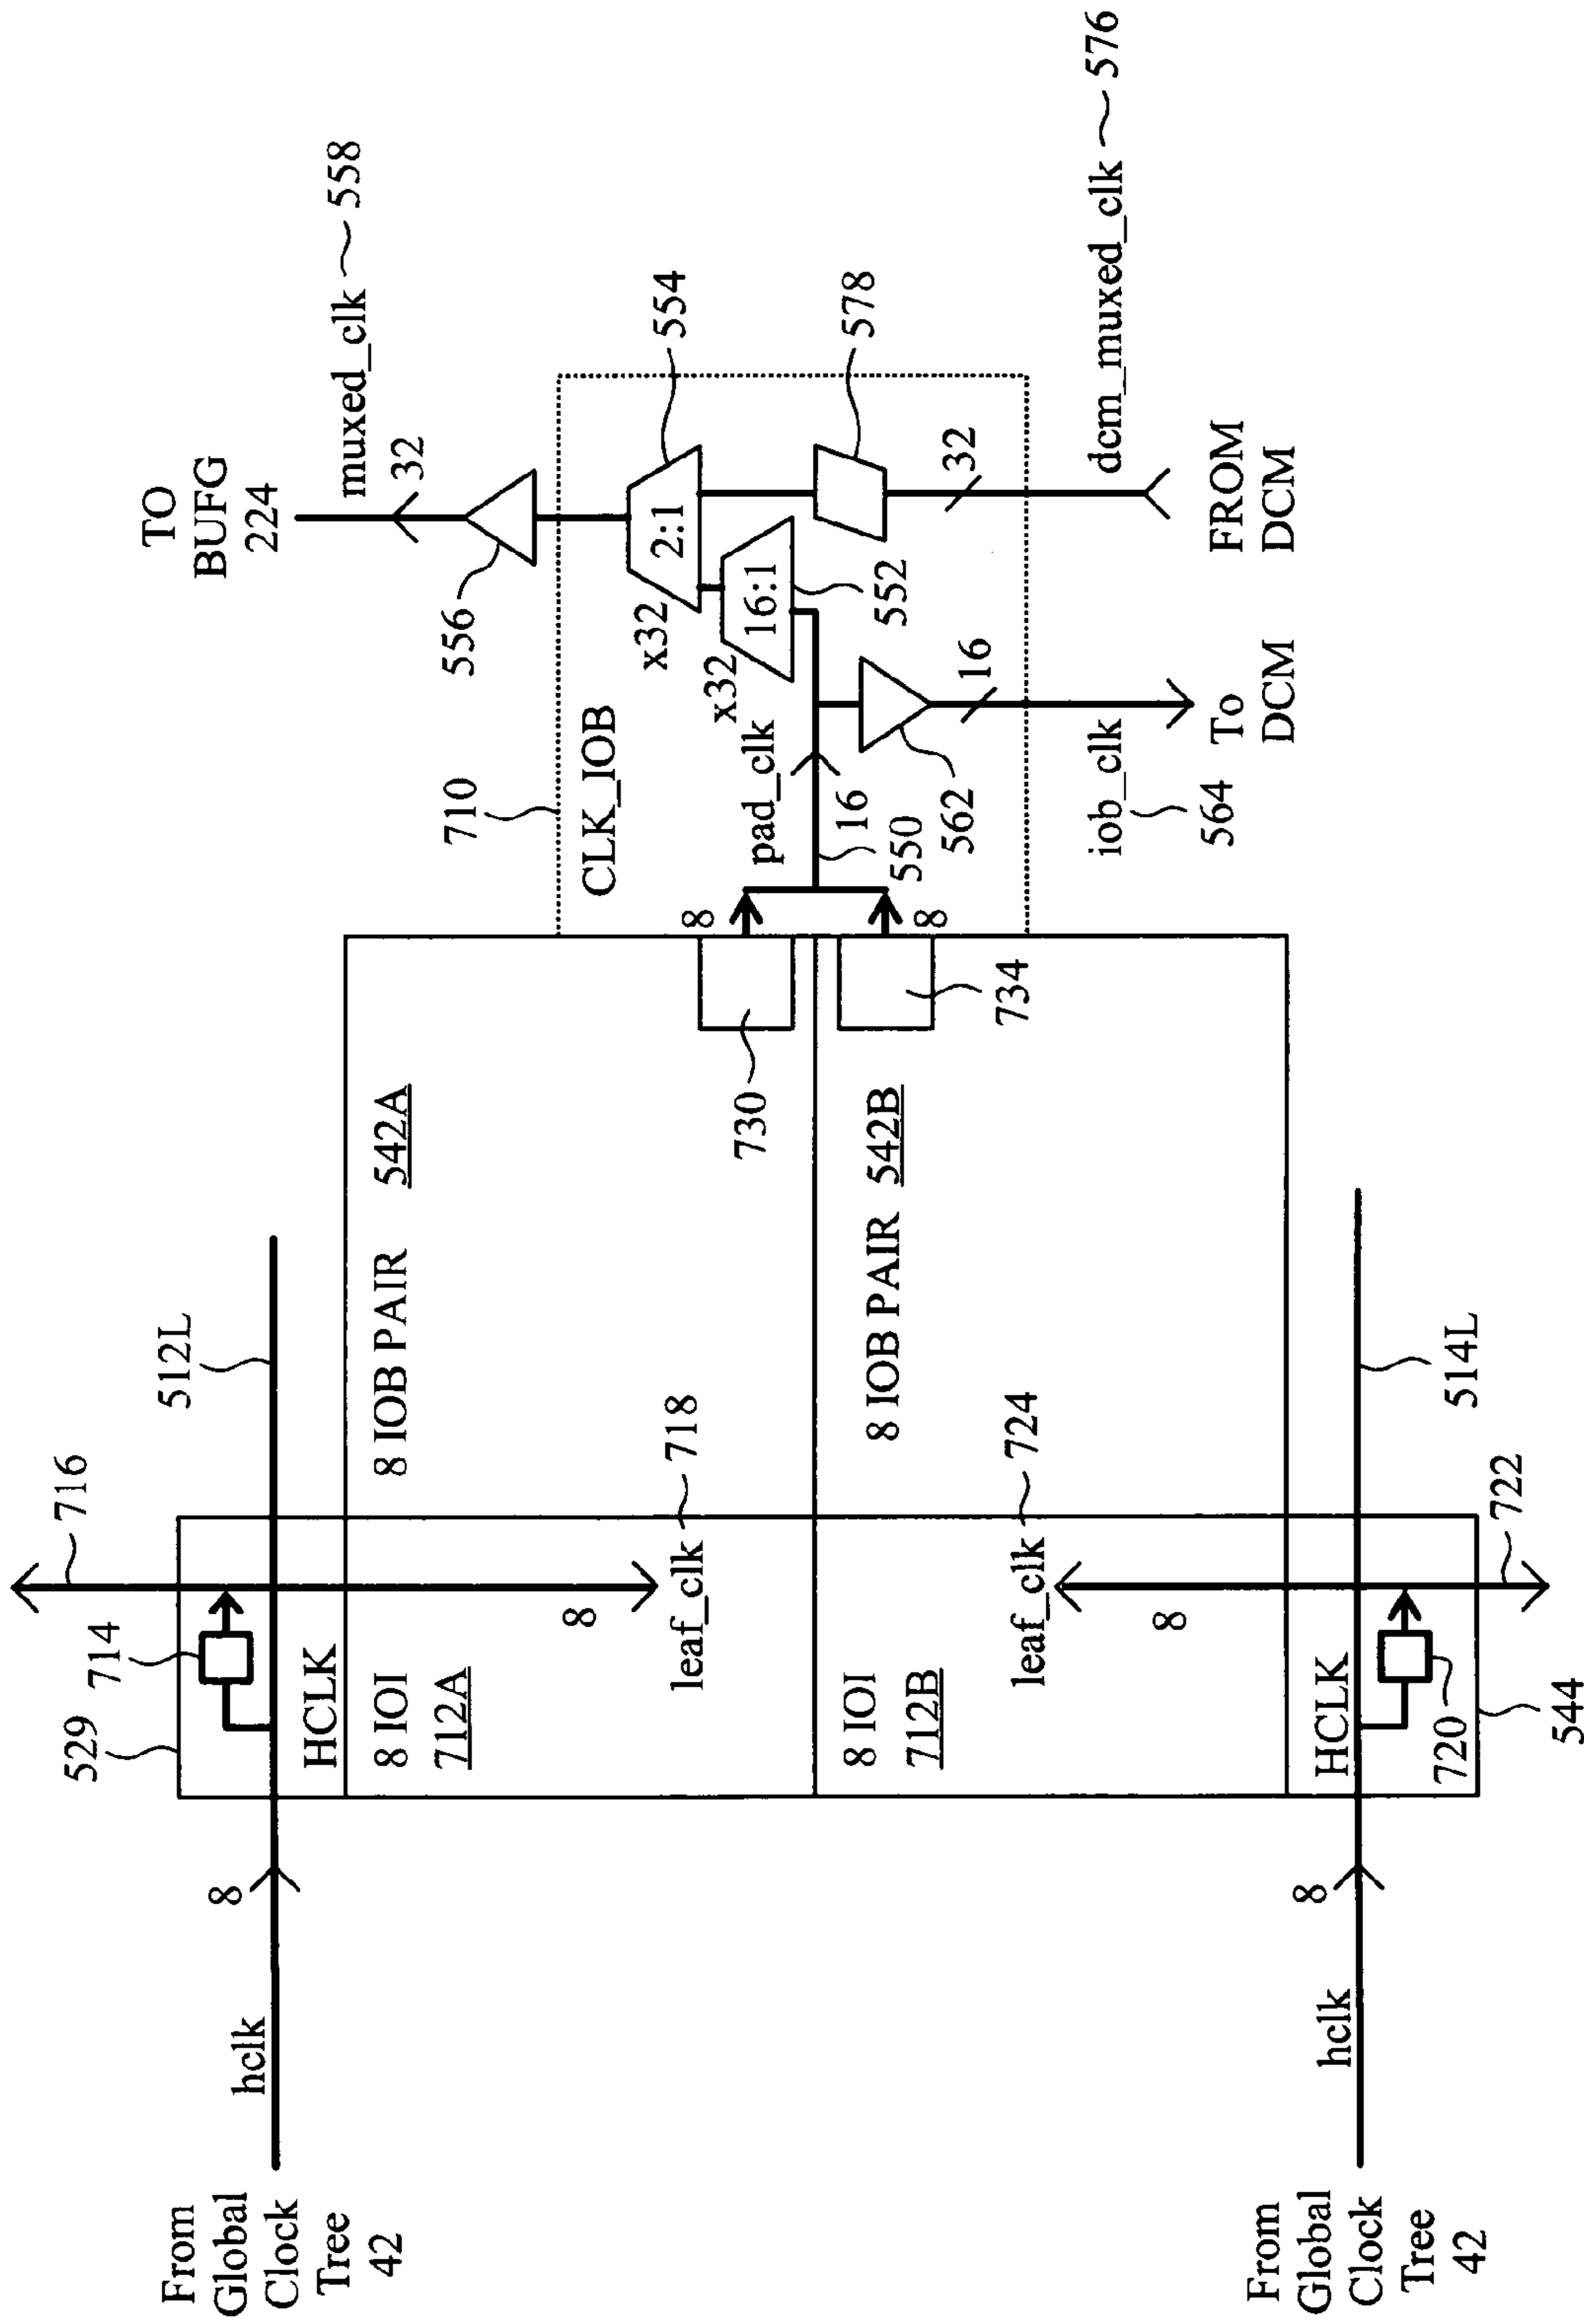 From
Global
Clock
Tree
42
hclk
8
529
714
716
HCLK
512L
8 IOI
712A
8
leaf_clk
718
8 IOB PAIR
542A
730
8
8 IOI
712B
leaf_clk
724
8
8 IOB PAIR
542B
734
8
From
Global
Clock
Tree
42
hclk
8
HCLK
720
544
722
514L
710
CLK_IOB
pad_clk
16
550
x32
16:1
552
x32
2:1
554
556
TO
BUFG
224
muxed_clk
558
32
562
16
iob_clk
564
To
DCM
578
32
dcm_muxed_clk
576
FROM
DCM